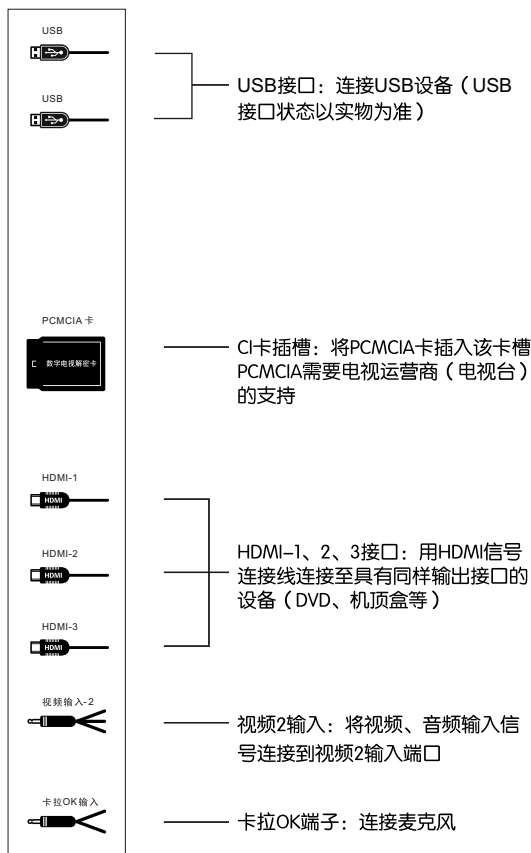 USB
USB
USB接口：连接USB设备（USB
接口状态以实物为准）
PCMCIA 卡
数字电视解密卡
CI卡插槽：将PCMCIA卡插入该卡槽
PCMCIA需要电视运营商（电视台）
的支持
HDMI-1
HDMI
HDMI-2
HDMI
HDMI-3
HDMI
HDMI-1、2、3接口：用HDMI信号
连接线连接至具有同样输出接口的
设备（DVD、机顶盒等）
视频输入-2
视频2输入：将视频、音频输入信
号连接到视频2输入端口
卡拉OK输入
卡拉OK端子：连接麦克风